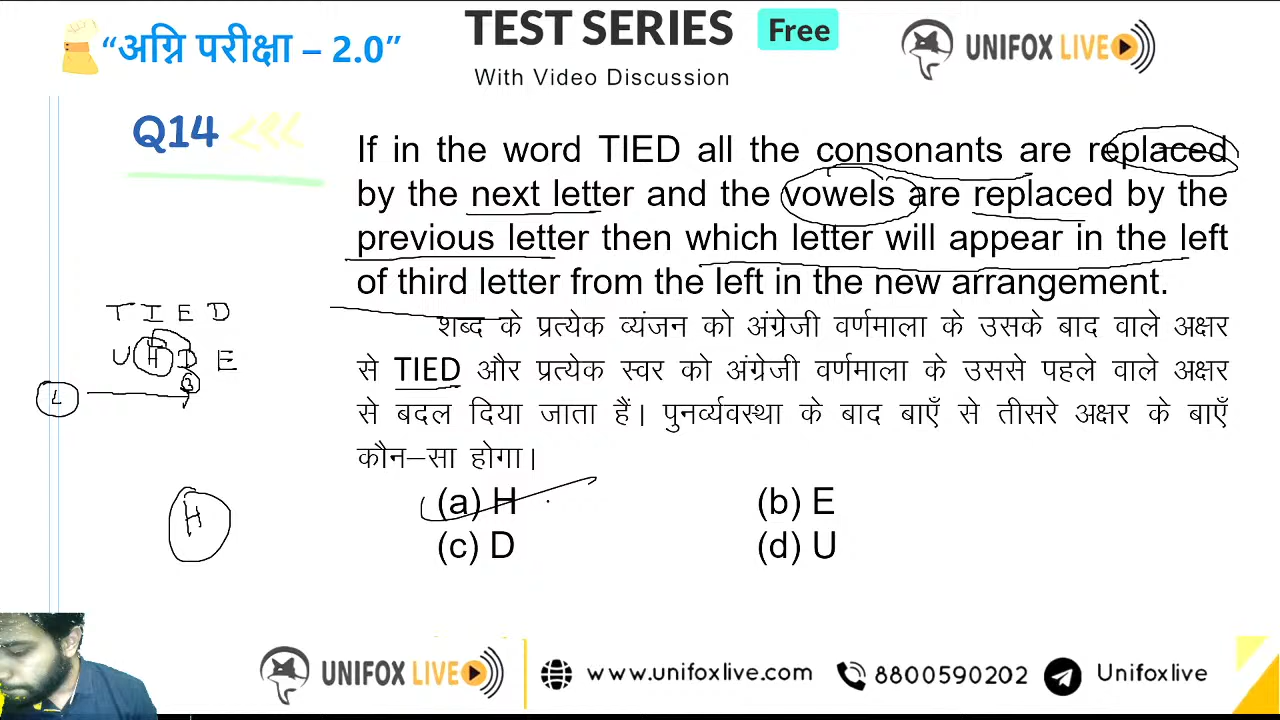 “अग्नि परीक्षा – 2.0”
TEST SERIES
Free
With Video Discussion
UNIFOX LIVE
Q14
If in the word TIED all the consonants are replaced
by the next letter and the vowels are replaced by the
previous letter then which letter will appear in the left
of third letter from the left in the new arrangement.
शब्द के प्रत्येक व्यंजन को अंग्रेजी वर्णमाला के उसके बाद वाले अक्षर
से TIED और प्रत्येक स्वर को अंग्रेजी वर्णमाला के उससे पहले वाले अक्षर
से बदल दिया जाता हैं। पुनर्व्यवस्था के बाद बाएँ से तीसरे अक्षर के बाएँ
कौन–सा होगा।
(a) H
(b) E
(c) D
(d) U
T I E D
U H D E
3
L
H
UNIFOX LIVE
www.unifoxlive.com
8800590202
Unifoxlive